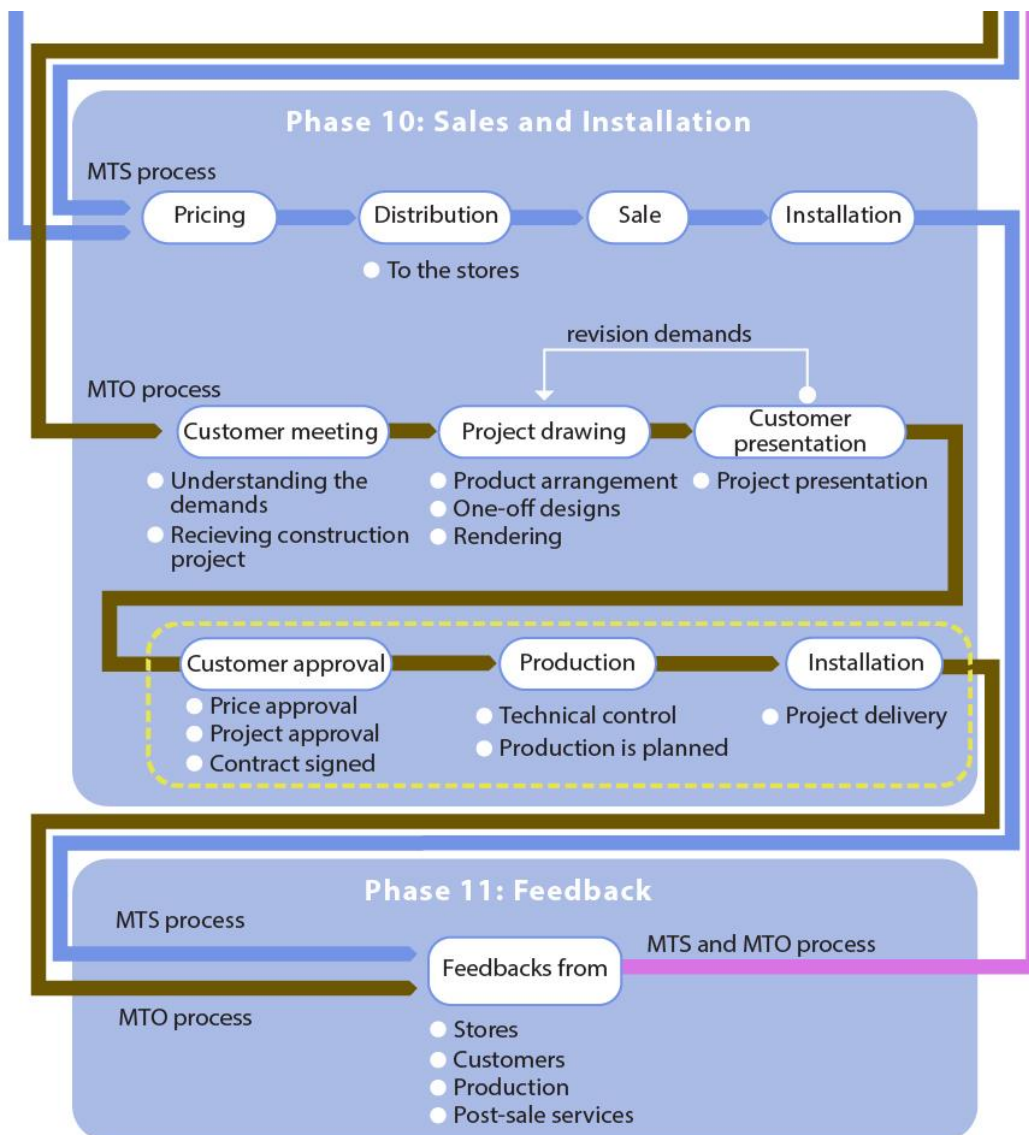 Phase 10: Sales and Installation
MTS process
Pricing
Distribution
Sale
Installation
To the stores
revision demands
MTO process
Customer meeting
Project drawing
Customer
presentation
Understanding the
demands
Recieving construction
project
Product arrangement
One-off designs
Rendering
Project presentation
Customer approval
Production
Installation
Price approval
Project approval
Contract signed
Technical control
Production is planned
Project delivery
Phase 11: Feedback
MTS process
MTS and MTO process
Feedbacks from
MTO process
Stores
Customers
Production
Post-sale services